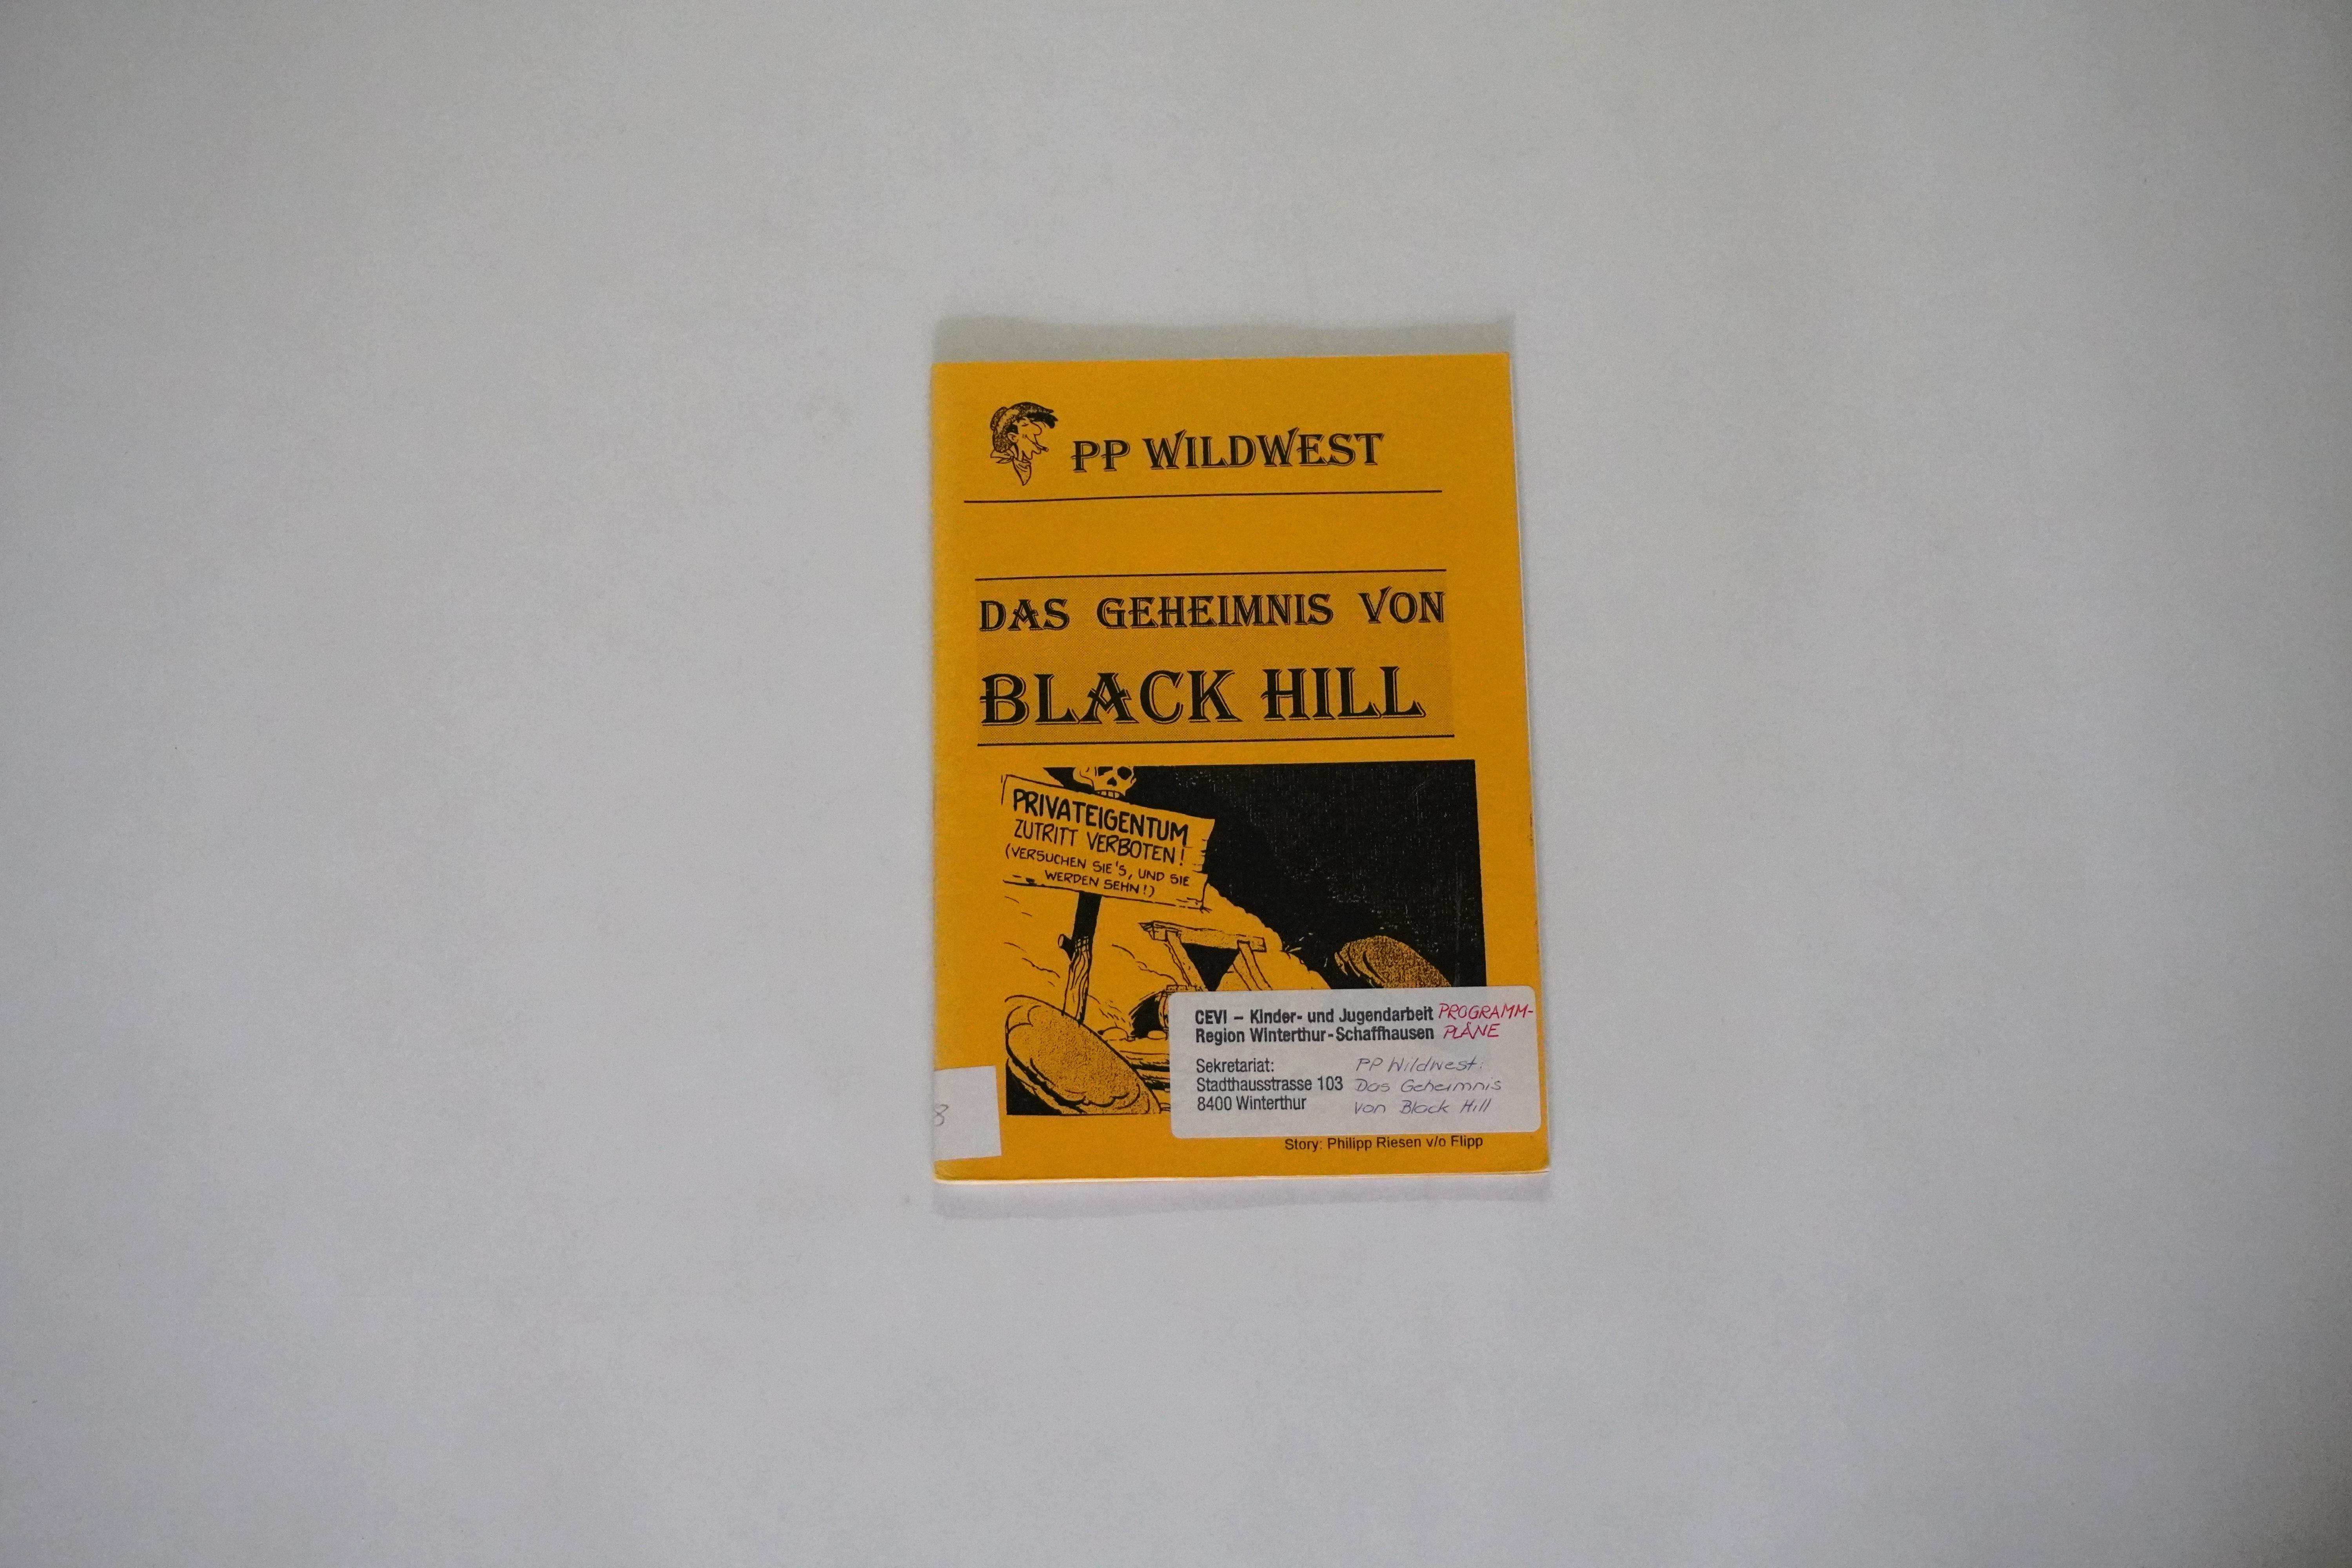 PP WILDWEST
DAS GEHEIMNIS VON
BLACK HILL
PRIVATEIGENTUM
ZUTRITT VERBOTEN!
(VERSUCHEN SIE'S, UND SIE
WERDEN SEHN!)
CEVI – Kinder- und Jugendarbeit PROGRAMM-
Region Winterthur-Schaffhausen PLÄNE
Sekretariat: PP Wildwest:
Stadthausstrasse 103 Das Geheimnis
8400 Winterthur von Black Hill
8
Story: Philipp Riesen v/o Flipp